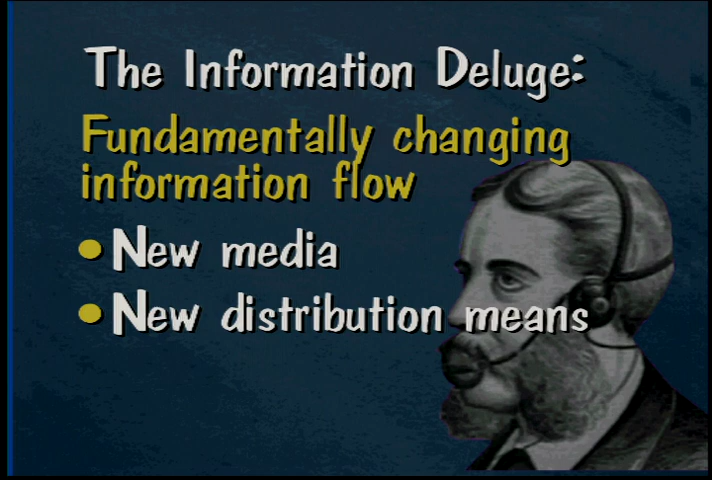 The Information Deluge:
Fundamentally changing
information flow
• New media
• New distribution means